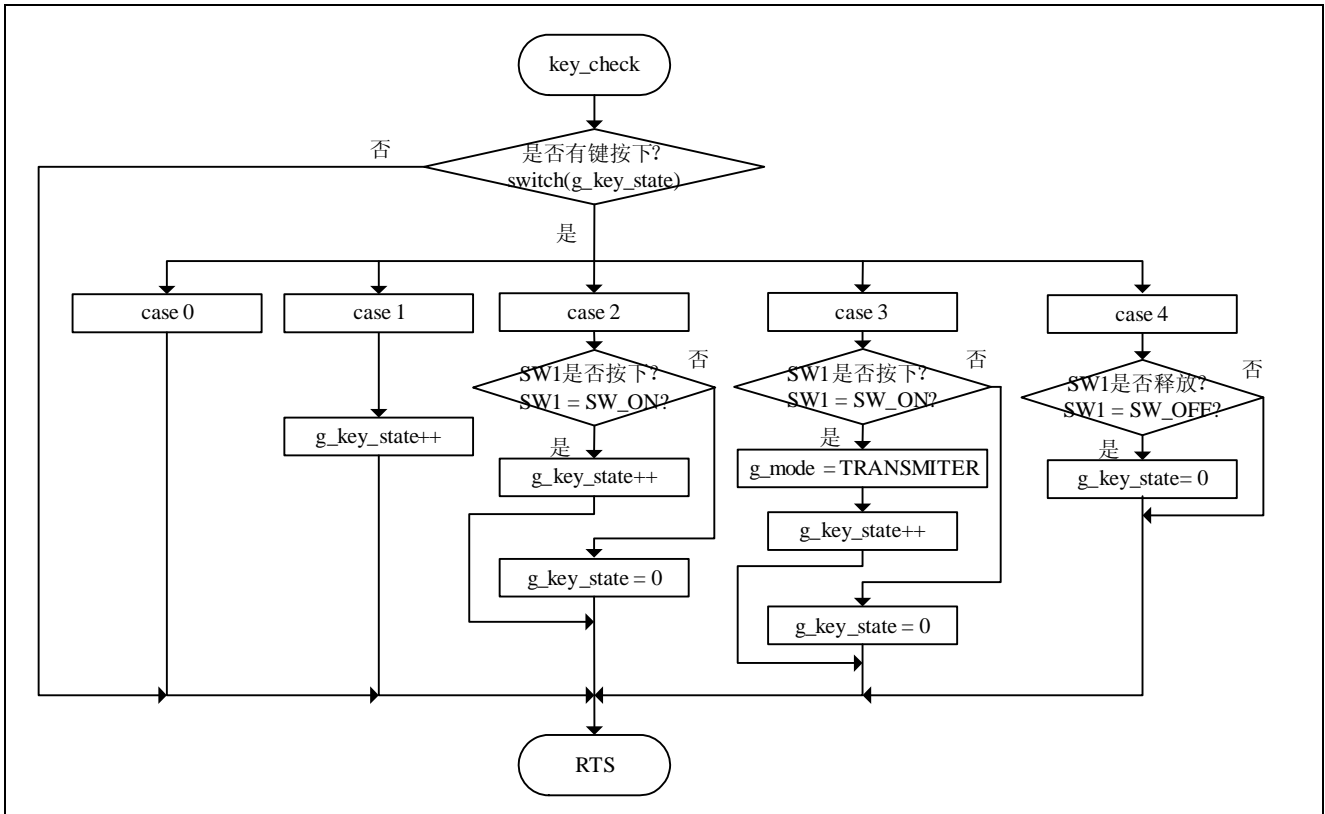 key_check
否
是否有键按下?
switch(g_key_state)
是
case 0
case 1
case 2
case 3
case 4
否
否
否
SW1是否按下?
SW1 = SW_ON?
SW1是否按下?
SW1 = SW_ON?
SW1是否释放?
SW1 = SW_OFF?
g_key_state++
是
是
是
g_key_state++
g_mode = TRANSMITER
g_key_state= 0
g_key_state++
g_key_state = 0
g_key_state = 0
RTS